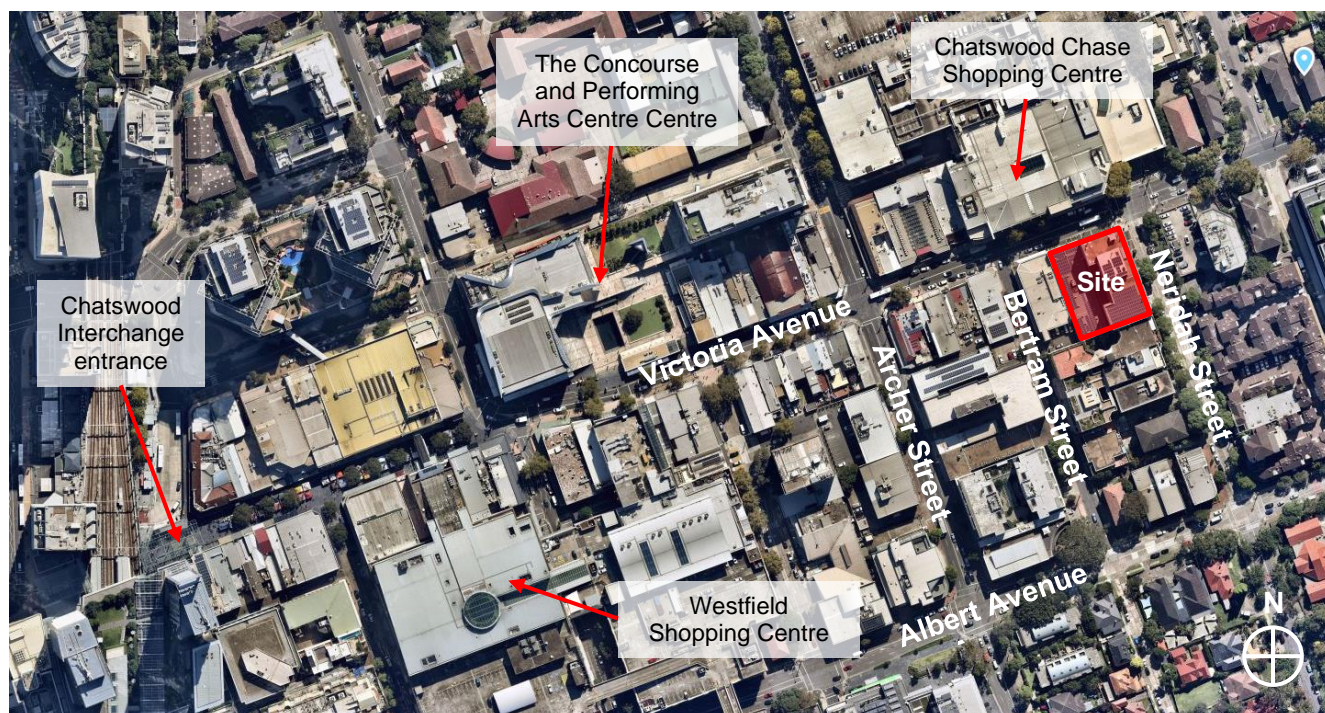 The Concourse
and Performing
Arts Centre Centre
Chatswood Chase
Shopping Centre
Site
Neridah Street
Chatswood
Interchange
entrance
Victoria Avenue
Archer Street
Bertram Street
Westfield
Shopping Centre
Albert Avenue
N